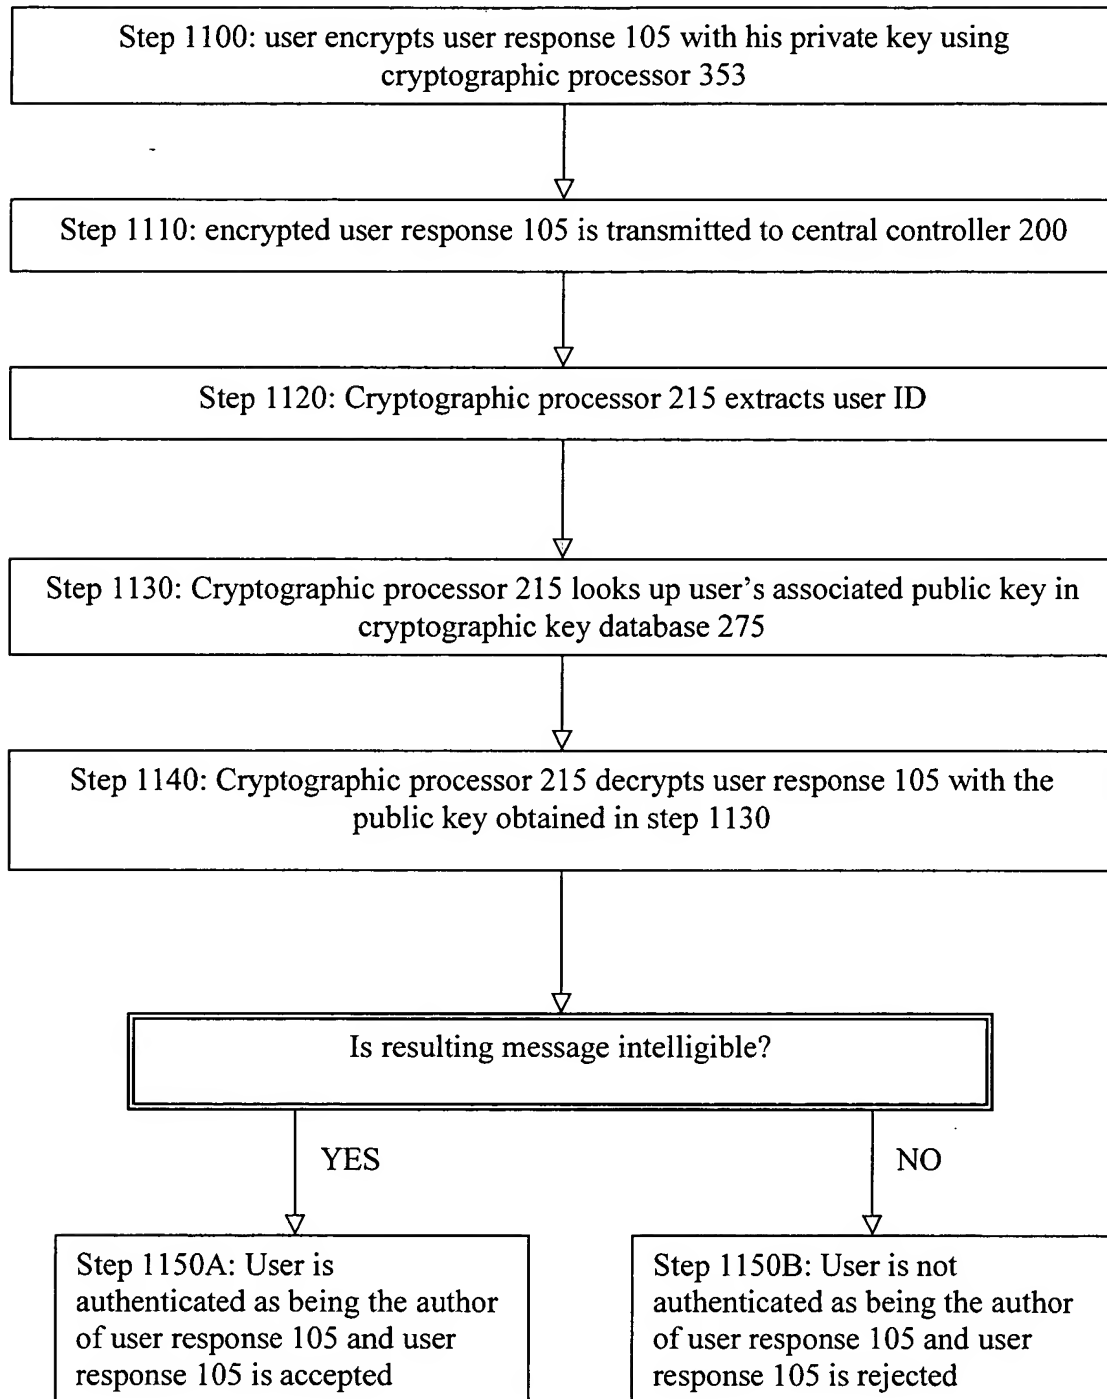 Step 1100: user encrypts user response 105 with his private key using
cryptographic processor 353
Step 1110: encrypted user response 105 is transmitted to central controller 200
Step 1120: Cryptographic processor 215 extracts user ID
Step 1130: Cryptographic processor 215 looks up user’s associated public key in
cryptographic key database 275
Step 1140: Cryptographic processor 215 decrypts user response 105 with the
public key obtained in step 1130
Is resulting message intelligible?
YES
NO
Step 1150A: User is
authenticated as being the author
of user response 105 and user
response 105 is accepted
Step 1150B: User is not
authenticated as being the author
of user response 105 and user
response 105 is rejected